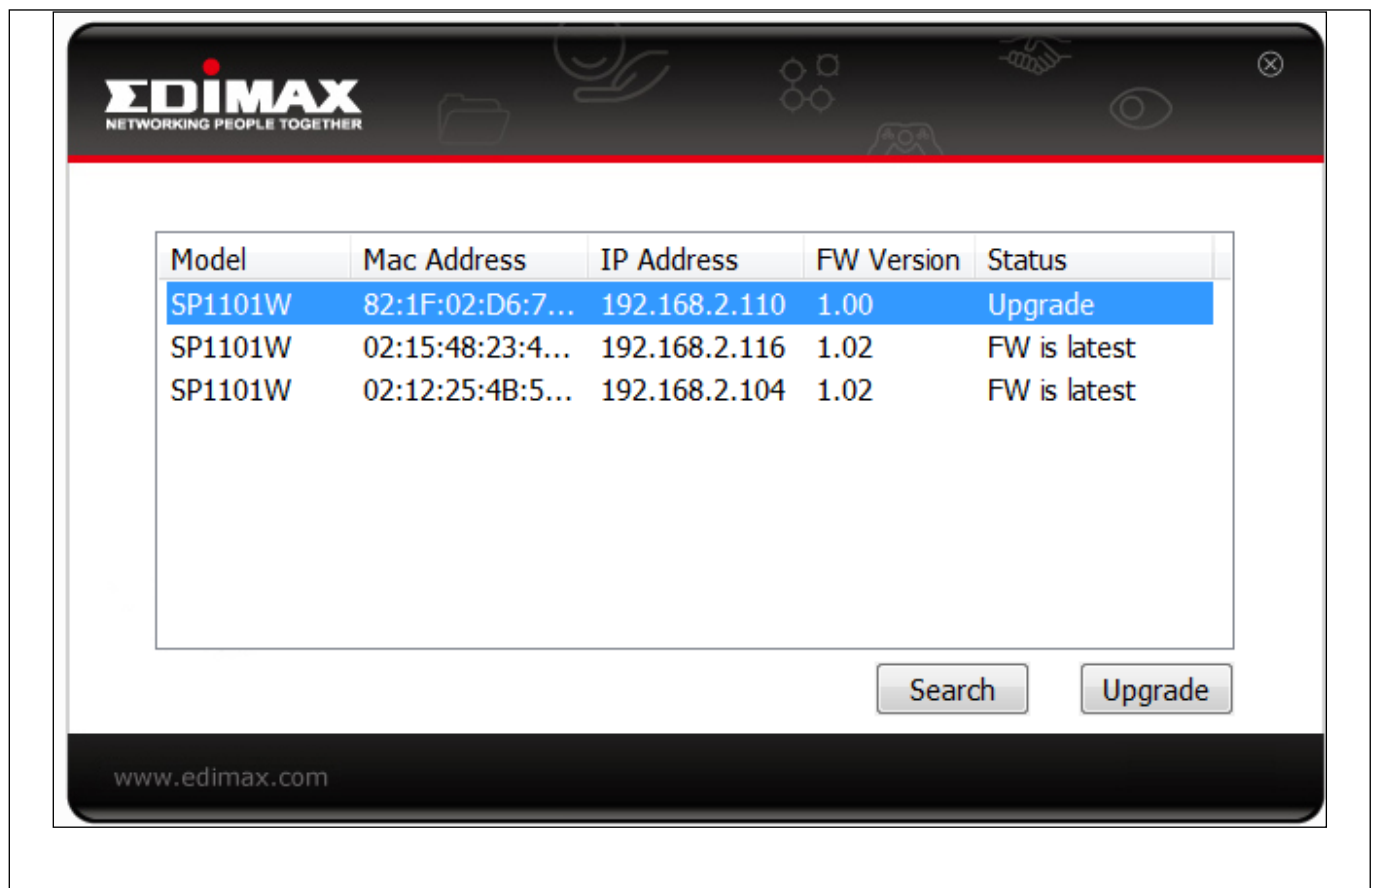 EDIMAX
NETWORKING PEOPLE TOGETHER
Model Mac Address IP Address FW Version Status
SP1101W 82:1F:02:D6:7... 192.168.2.110 1.00 Upgrade
SP1101W 02:15:48:23:4... 192.168.2.116 1.02 FW is latest
SP1101W 02:12:25:4B:5... 192.168.2.104 1.02 FW is latest
Search Upgrade
www.edimax.com